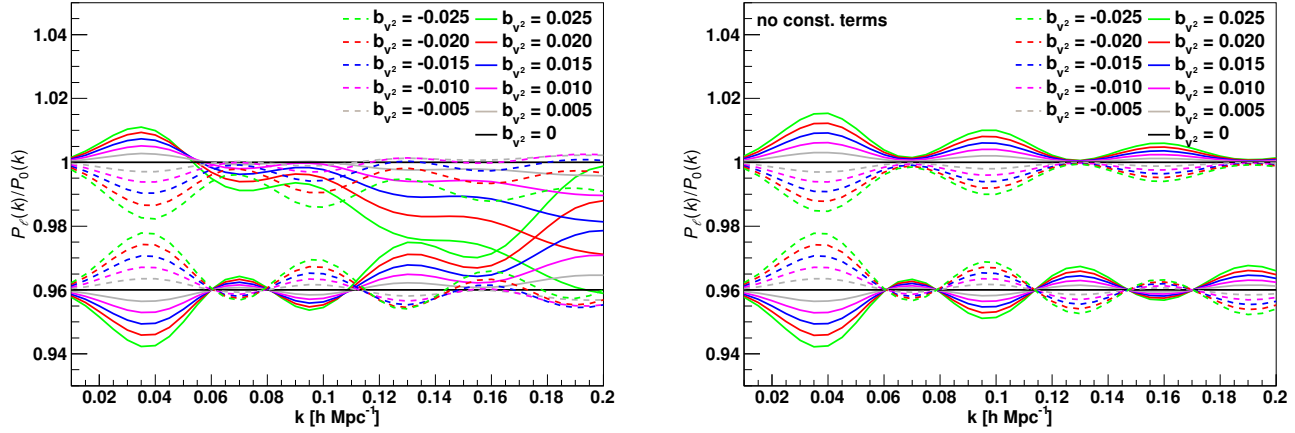 b_v² = -0.025 b_v² = 0.025
b_v² = -0.020 b_v² = 0.020
b_v² = -0.015 b_v² = 0.015
b_v² = -0.010 b_v² = 0.010
b_v² = -0.005 b_v² = 0.005
b_v² = 0
1.04
1.02
1
0.98
0.96
0.94
P_ℓ(k)/P_0(k)
0.02 0.04 0.06 0.08 0.1 0.12 0.14 0.16 0.18 0.2
k [h Mpc⁻¹]
no const. terms
b_v² = -0.025 b_v² = 0.025
b_v² = -0.020 b_v² = 0.020
b_v² = -0.015 b_v² = 0.015
b_v² = -0.010 b_v² = 0.010
b_v² = -0.005 b_v² = 0.005
b_v² = 0
1.04
1.02
1
0.98
0.96
0.94
P_ℓ(k)/P_0(k)
0.02 0.04 0.06 0.08 0.1 0.12 0.14 0.16 0.18 0.2
k [h Mpc⁻¹]